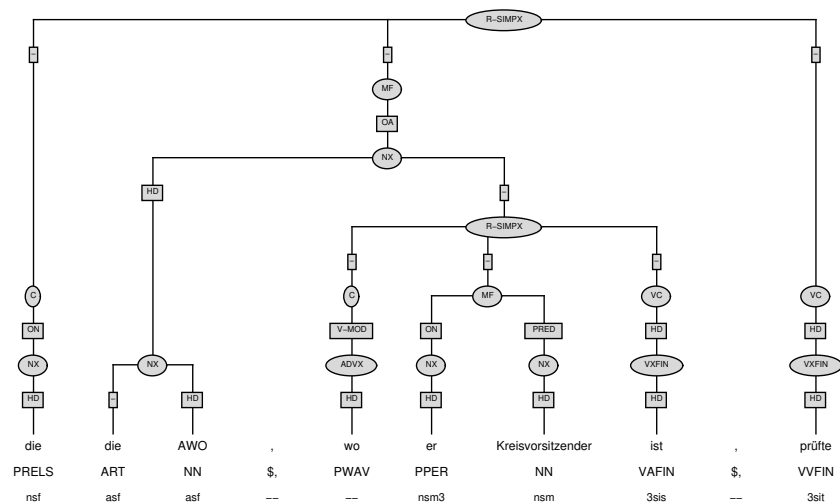 R-SIMPX
– – –
MF
OA
NX
HD –
R-SIMPX
– – –
C C MF VC VC
ON V-MOD ON PRED HD HD
NX NX ADVX NX NX VXFIN VXFIN
HD – HD HD HD HD HD HD
die die AWO , wo er Kreisvorsitzender ist , prüfte
PRELS ART NN $, PWAV PPER NN VAFIN $, VVFIN
nsf asf asf –– –– nsm3 nsm 3sis –– 3sit